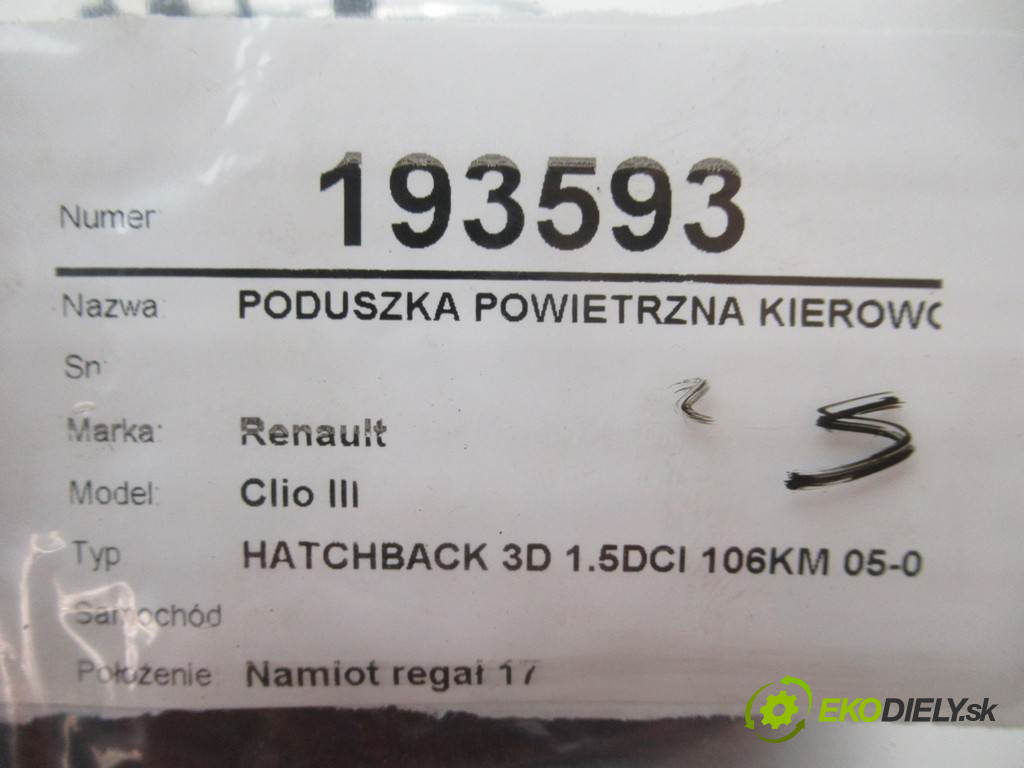 Numer: 193593
Nazwa: PODUSZKA POWIETRZNA KIEROWC
Sn:
Marka: Renault
Model: Clio III
S
Typ HATCHBACK 3D 1.5DCI 106KM 05-0
Samochód
Położenie: Namiot regał 17
EKODIELY.sk